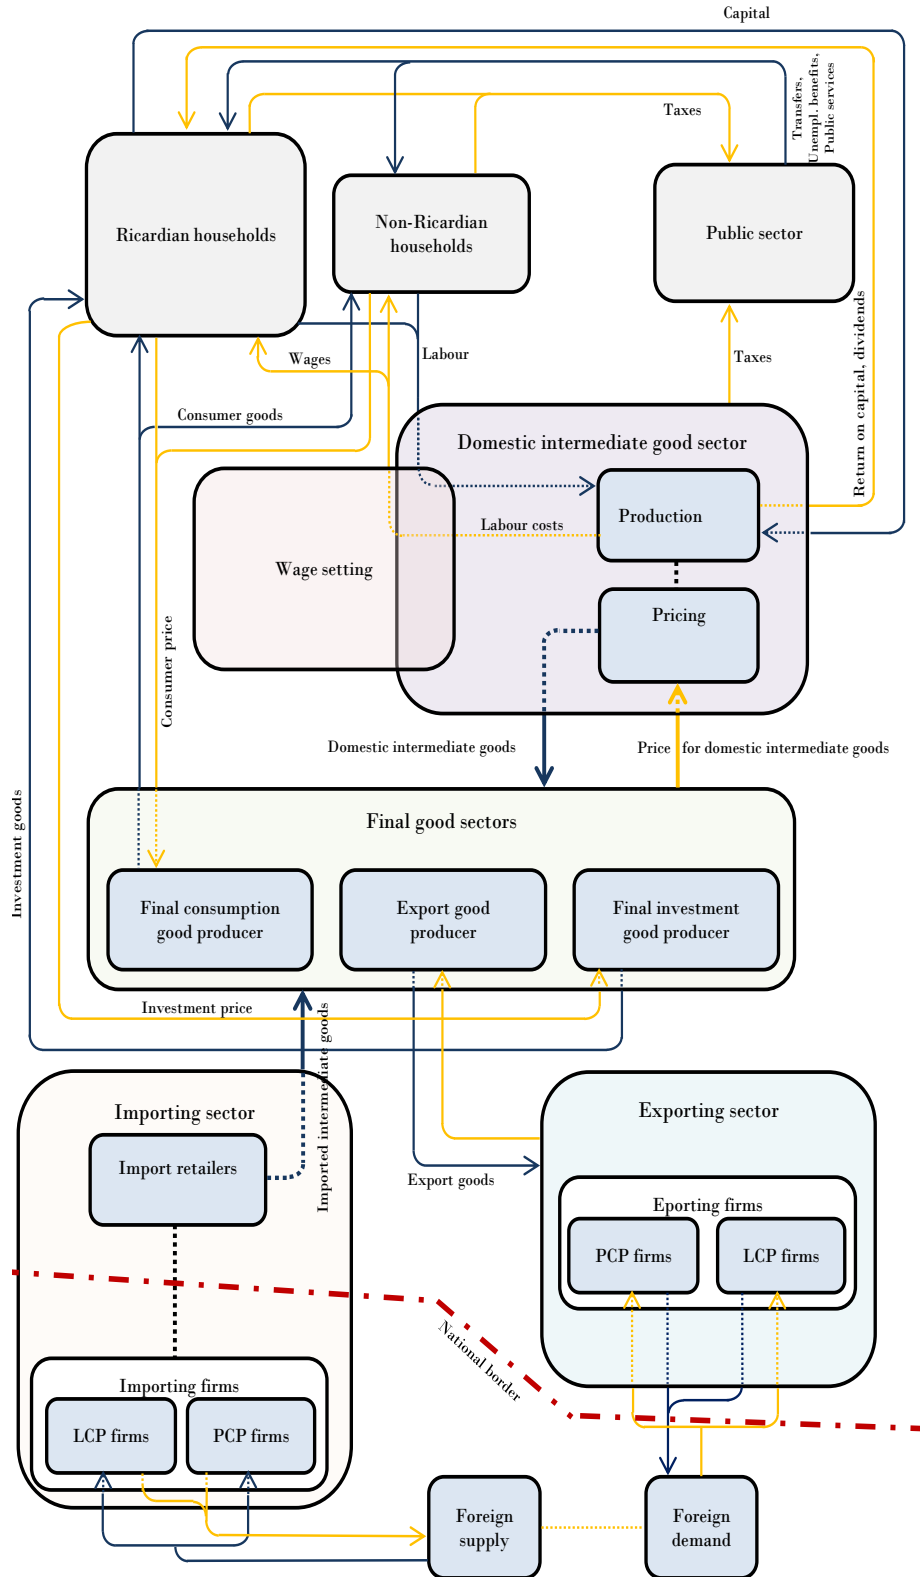 Capital
Transfers,
Unempl. benefits,
Public services
Taxes
Ricardian households
Non-Ricardian
households
Public sector
Wages
Labour
Taxes
Return on capital, dividends
Consumer goods
Domestic intermediate good sector
Production
Labour costs
Wage setting
Pricing
Consumer price
Domestic intermediate goods
Price for domestic intermediate goods
Investment goods
Final good sectors
Final consumption
good producer
Export good
producer
Final investment
good producer
Investment price
Imported intermediate goods
Importing sector
Import retailers
Exporting sector
Export goods
Eporting firms
PCP firms
LCP firms
National border
Importing firms
LCP firms
PCP firms
Foreign
supply
Foreign
demand